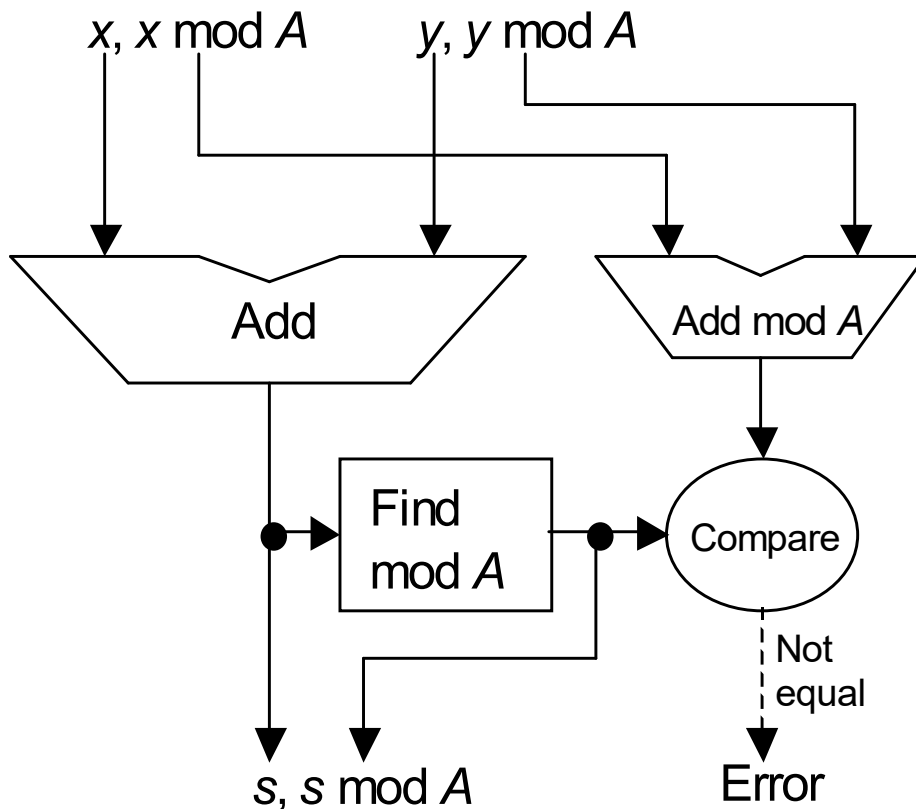 x, x mod A
y, y mod A
Add
Add mod A
Find
mod A
Compare
Not
equal
s, s mod A
Error